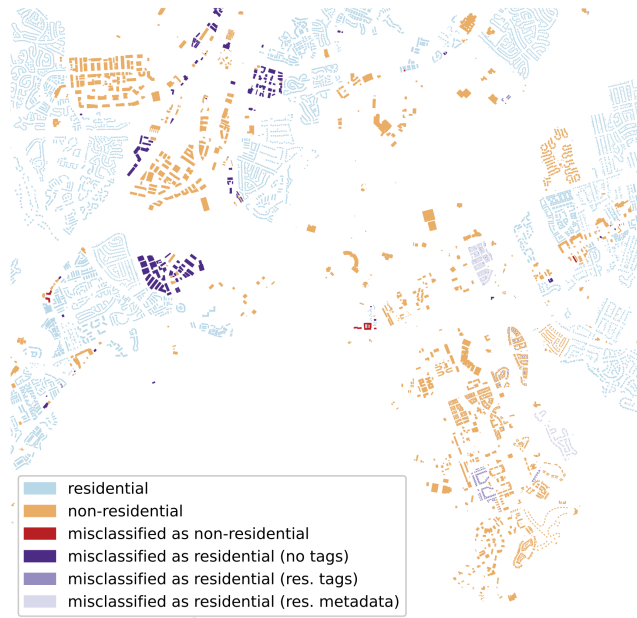 residential
non-residential
misclassified as non-residential
misclassified as residential (no tags)
misclassified as residential (res. tags)
misclassified as residential (res. metadata)